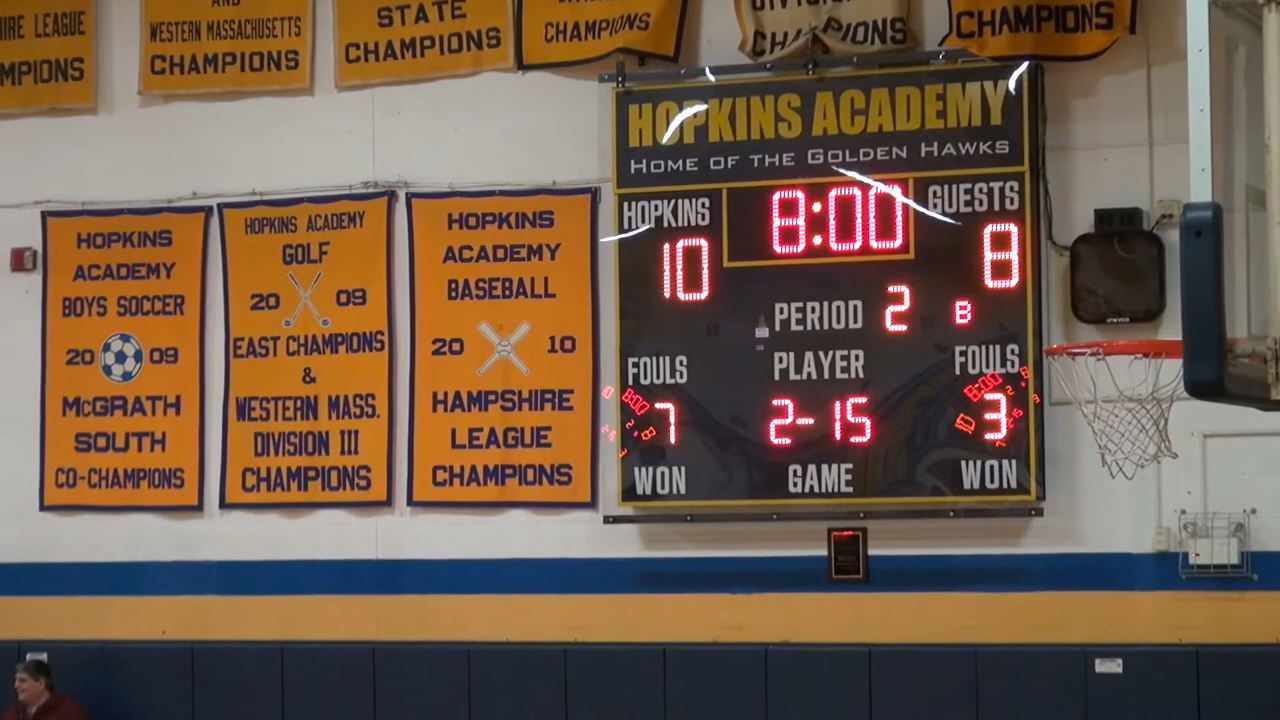 IRE LEAGUE
MPIONS
AND
WESTERN MASSACHUSETTS
CHAMPIONS
STATE
CHAMPIONS
CHAMPIONS
DIVISION
CHAMPIONS
CHAMPIONS
HOPKINS
ACADEMY
BOYS SOCCER
20 09
McGRATH
SOUTH
CO-CHAMPIONS
HOPKINS ACADEMY
GOLF
20 09
EAST CHAMPIONS
&
WESTERN MASS.
DIVISION III
CHAMPIONS
HOPKINS
ACADEMY
BASEBALL
20 10
HAMPSHIRE
LEAGUE
CHAMPIONS
HOPKINS ACADEMY
HOME OF THE GOLDEN HAWKS
HOPKINS 8:00 GUESTS
10 8
PERIOD 2 B
FOULS PLAYER FOULS
7 2-15 3
WON GAME WON